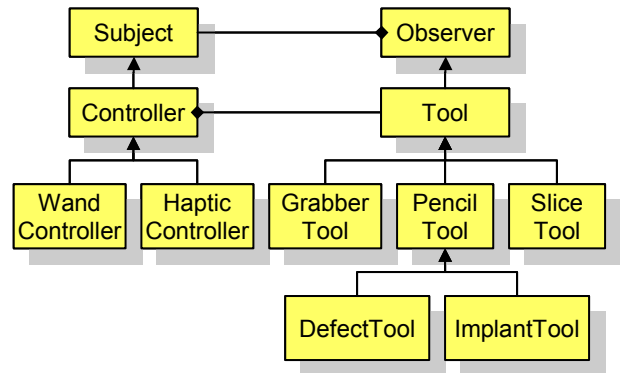 Subject
Observer
Controller
Tool
Wand
Controller
Haptic
Controller
Grabber
Tool
Pencil
Tool
Slice
Tool
DefectTool
ImplantTool